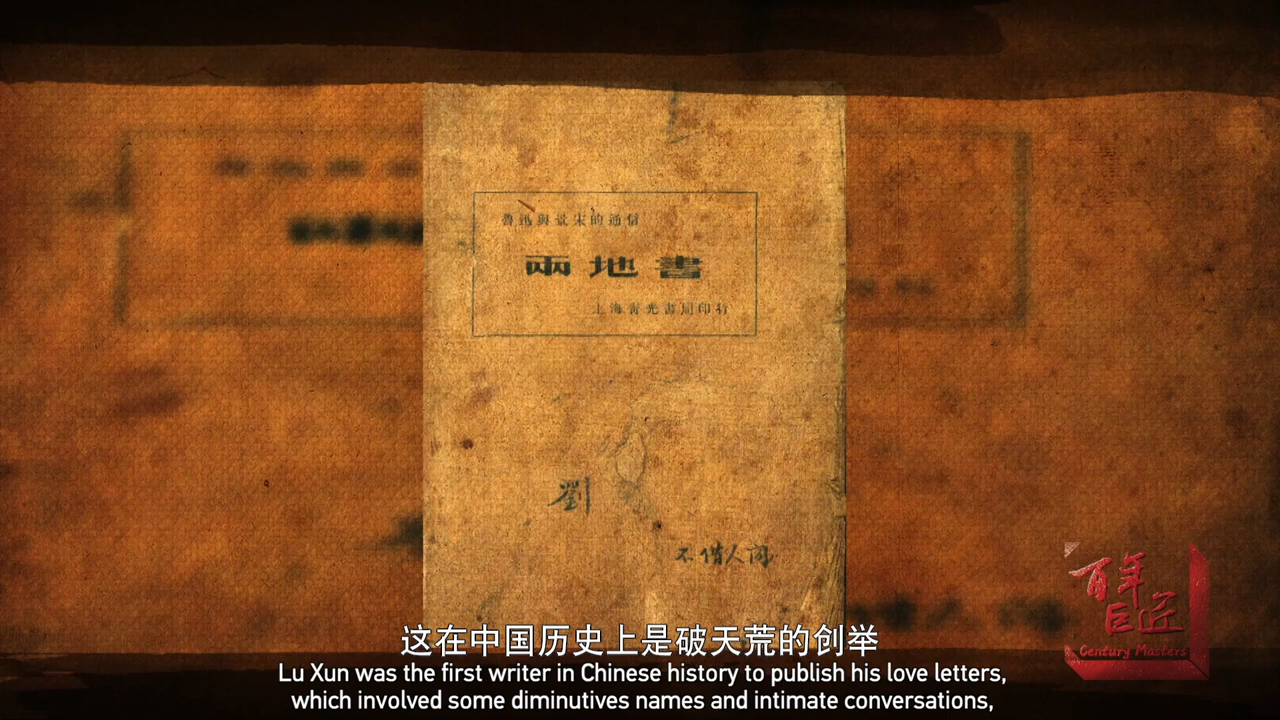 魯迅與景宋的通信
兩地書
上海青光書局印行
劉
不借人閱
百年
巨匠
Century Masters
这在中国历史上是破天荒的创举
Lu Xun was the first writer in Chinese history to publish his love letters,
which involved some diminutives names and intimate conversations,